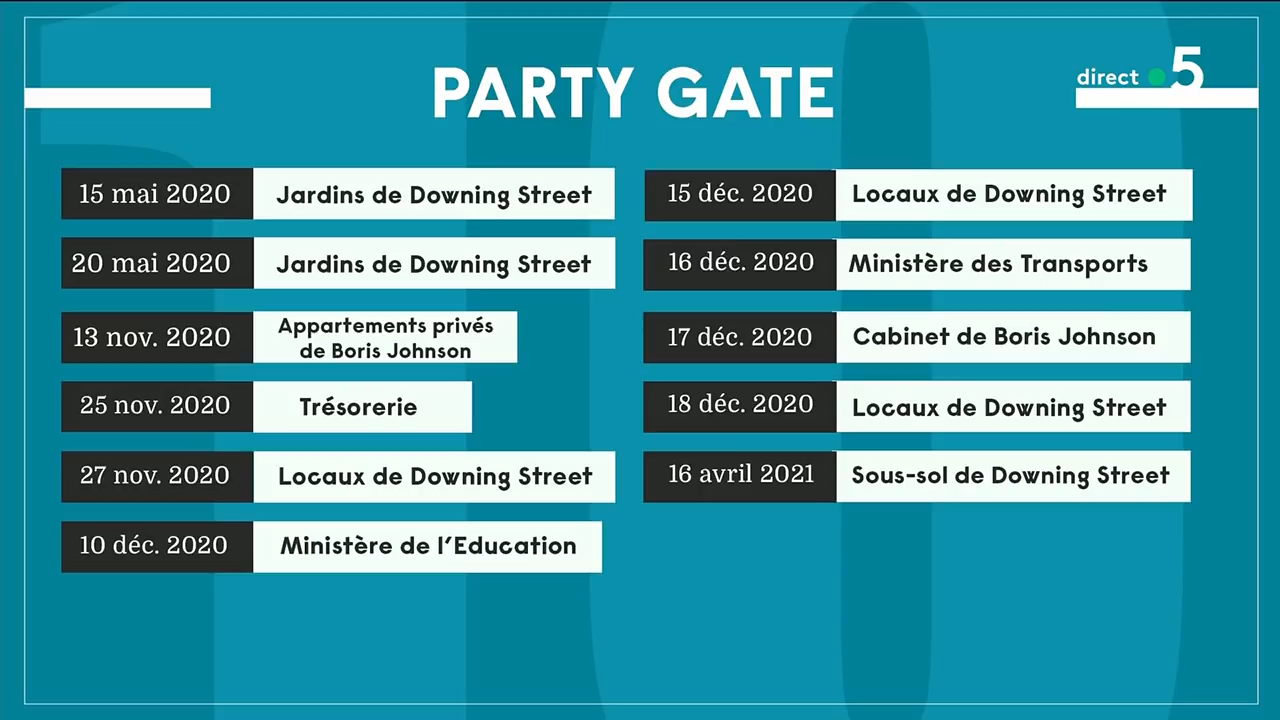 PARTY GATE
direct 5
15 mai 2020 Jardins de Downing Street
20 mai 2020 Jardins de Downing Street
13 nov. 2020 Appartements privés
de Boris Johnson
25 nov. 2020 Trésorerie
27 nov. 2020 Locaux de Downing Street
10 déc. 2020 Ministère de l'Education
15 déc. 2020 Locaux de Downing Street
16 déc. 2020 Ministère des Transports
17 déc. 2020 Cabinet de Boris Johnson
18 déc. 2020 Locaux de Downing Street
16 avril 2021 Sous-sol de Downing Street